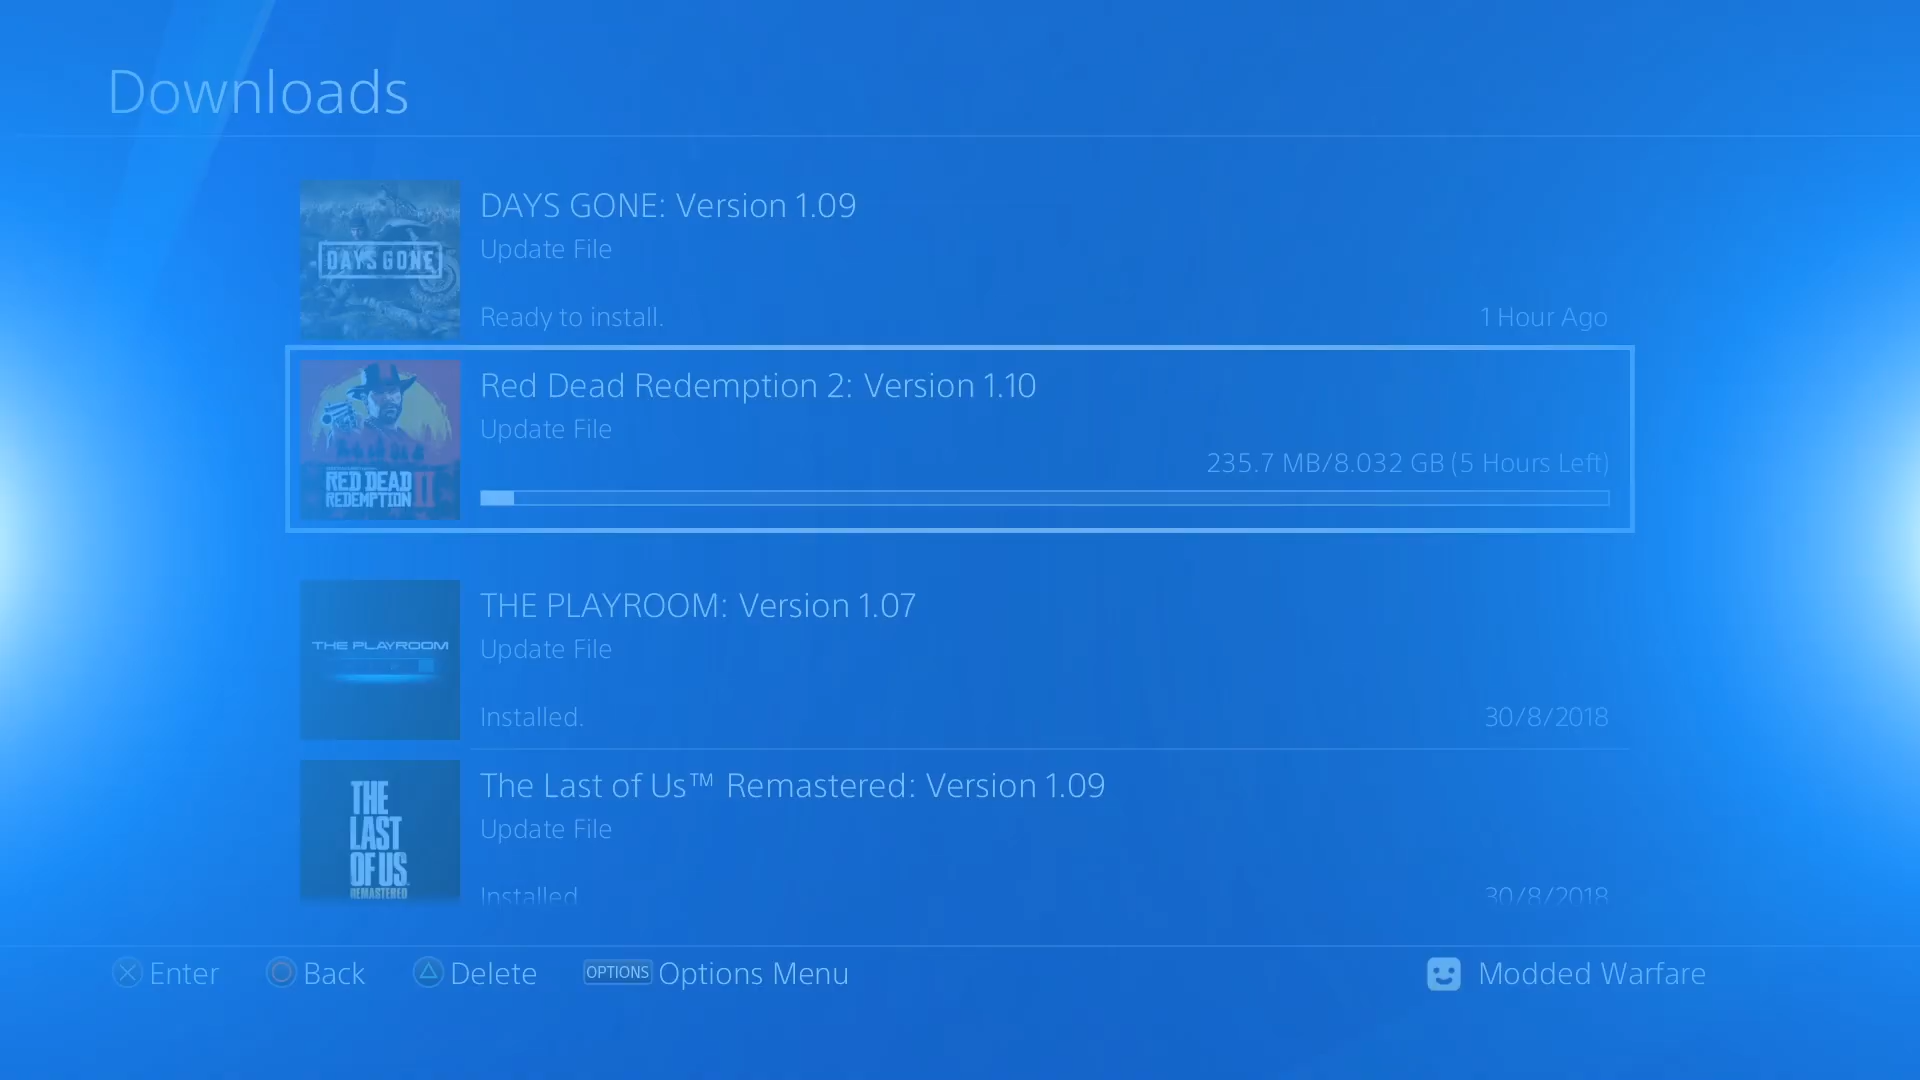 Downloads
DAYS GONE
DAYS GONE: Version 1.09
Update File
Ready to install.
1 Hour Ago
RED DEAD
REDEMPTION II
Red Dead Redemption 2: Version 1.10
Update File
235.7 MB/8.032 GB (5 Hours Left)
THE PLAYROOM
THE PLAYROOM: Version 1.07
Update File
Installed.
30/8/2018
THE
LAST
OF US
REMASTERED
The Last of Us™ Remastered: Version 1.09
Update File
Installed
30/8/2018
Enter
Back
Delete
OPTIONS
Options Menu
Modded Warfare